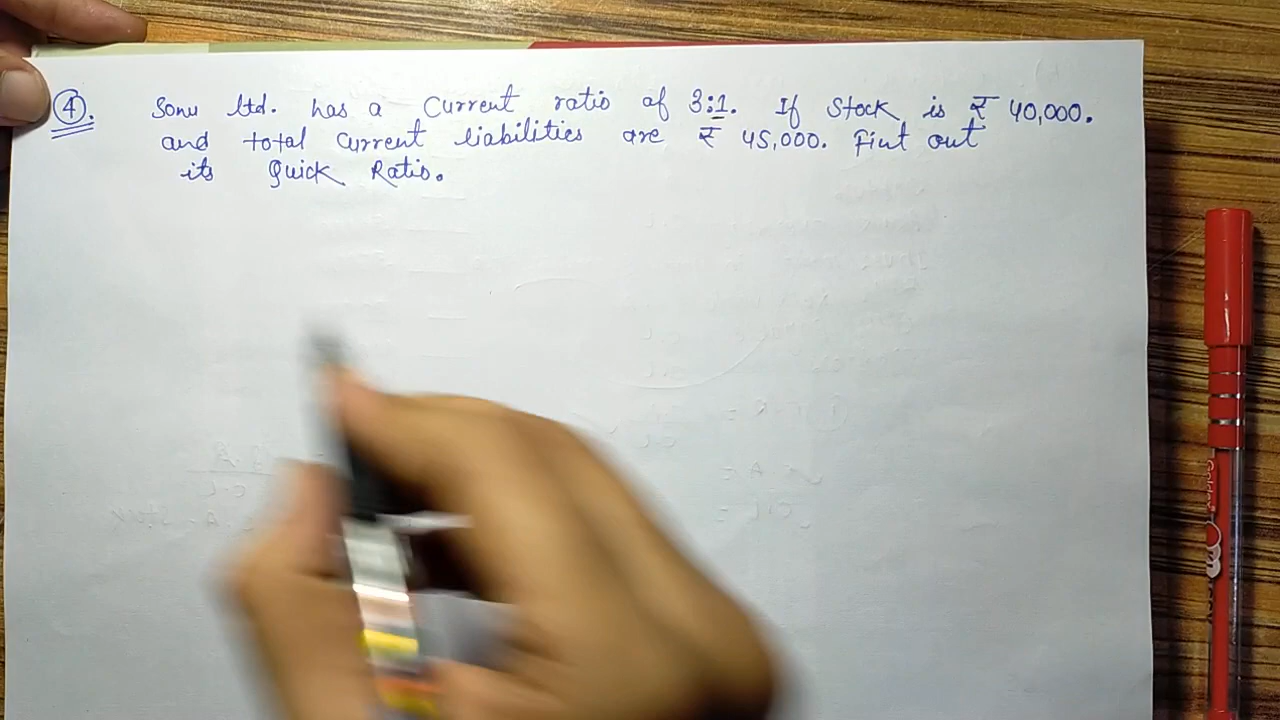 ④. Sonu ltd. has a Current ratio of 3:1. If Stock is ₹ 40,000.
and total current liabilities are ₹ 45,000. Fint out
its Quick Ratio.